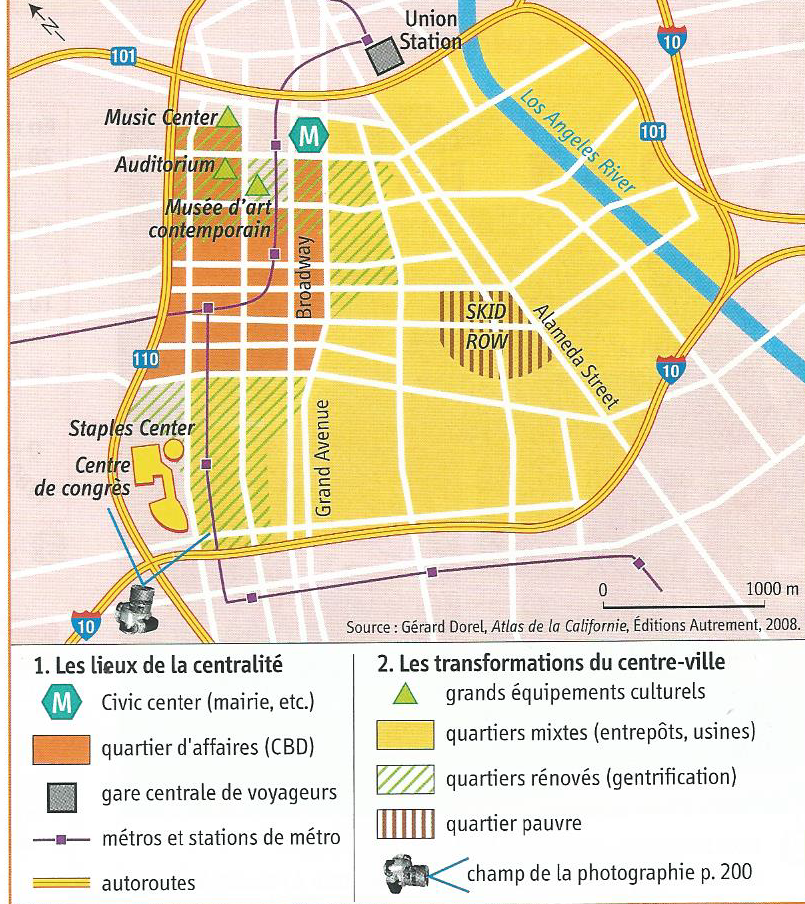 N
Union
Station
101
10
Music Center
M
Los Angeles River
101
Auditorium
Musée d'art
contemporain
Broadway
SKID
ROW
Alameda Street
110
10
Staples Center
Grand Avenue
Centre
de congrès
0 1000 m
10
Source : Gérard Dorel, Atlas de la Californie, Éditions Autrement, 2008.
1. Les lieux de la centralité
M Civic center (mairie, etc.)
quartier d'affaires (CBD)
gare centrale de voyageurs
métros et stations de métro
autoroutes
2. Les transformations du centre-ville
grands équipements culturels
quartiers mixtes (entrepôts, usines)
quartiers rénovés (gentrification)
quartier pauvre
champ de la photographie p. 200